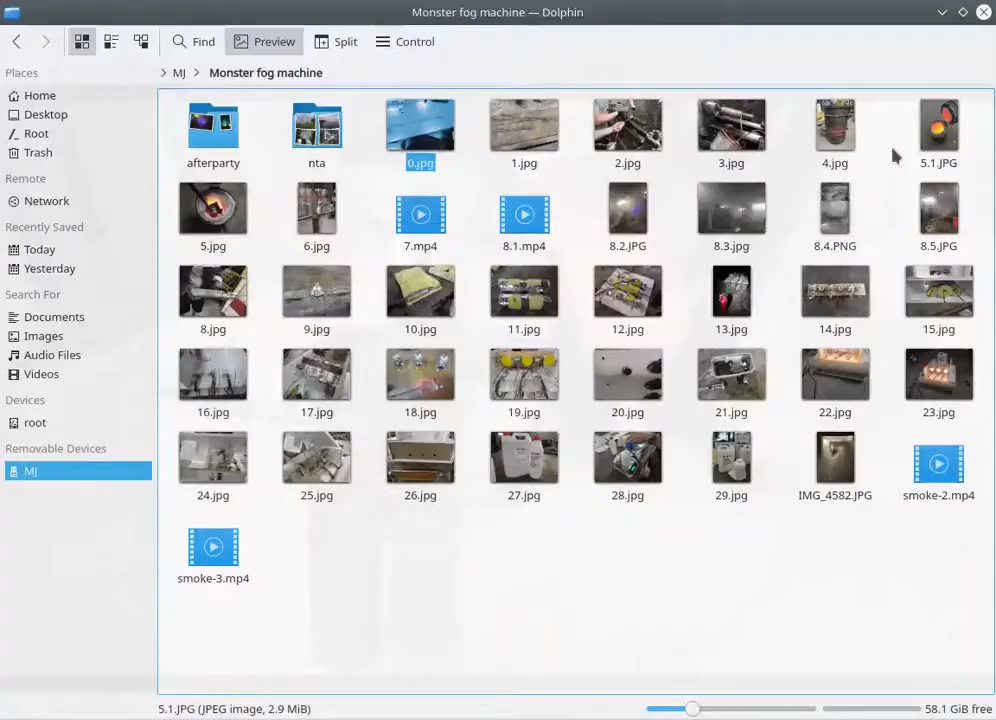 Monster fog machine — Dolphin
Find
Preview
Split
Control
Places
MJ
Monster fog machine
Home
Desktop
Root
Trash
Remote
Network
Recently Saved
Today
Yesterday
Search For
Documents
Images
Audio Files
Videos
Devices
root
Removable Devices
MJ
afterparty nta 0.jpg 1.jpg 2.jpg 3.jpg 4.jpg 5.1.JPG
5.jpg 6.jpg 7.mp4 8.1.mp4 8.2.JPG 8.3.jpg 8.4.PNG 8.5.JPG
8.jpg 9.jpg 10.jpg 11.jpg 12.jpg 13.jpg 14.jpg 15.jpg
16.jpg 17.jpg 18.jpg 19.jpg 20.jpg 21.jpg 22.jpg 23.jpg
24.jpg 25.jpg 26.jpg 27.jpg 28.jpg 29.jpg IMG_4582.JPG smoke-2.mp4
smoke-3.mp4
5.1.JPG (JPEG image, 2.9 MiB)
58.1 GiB free